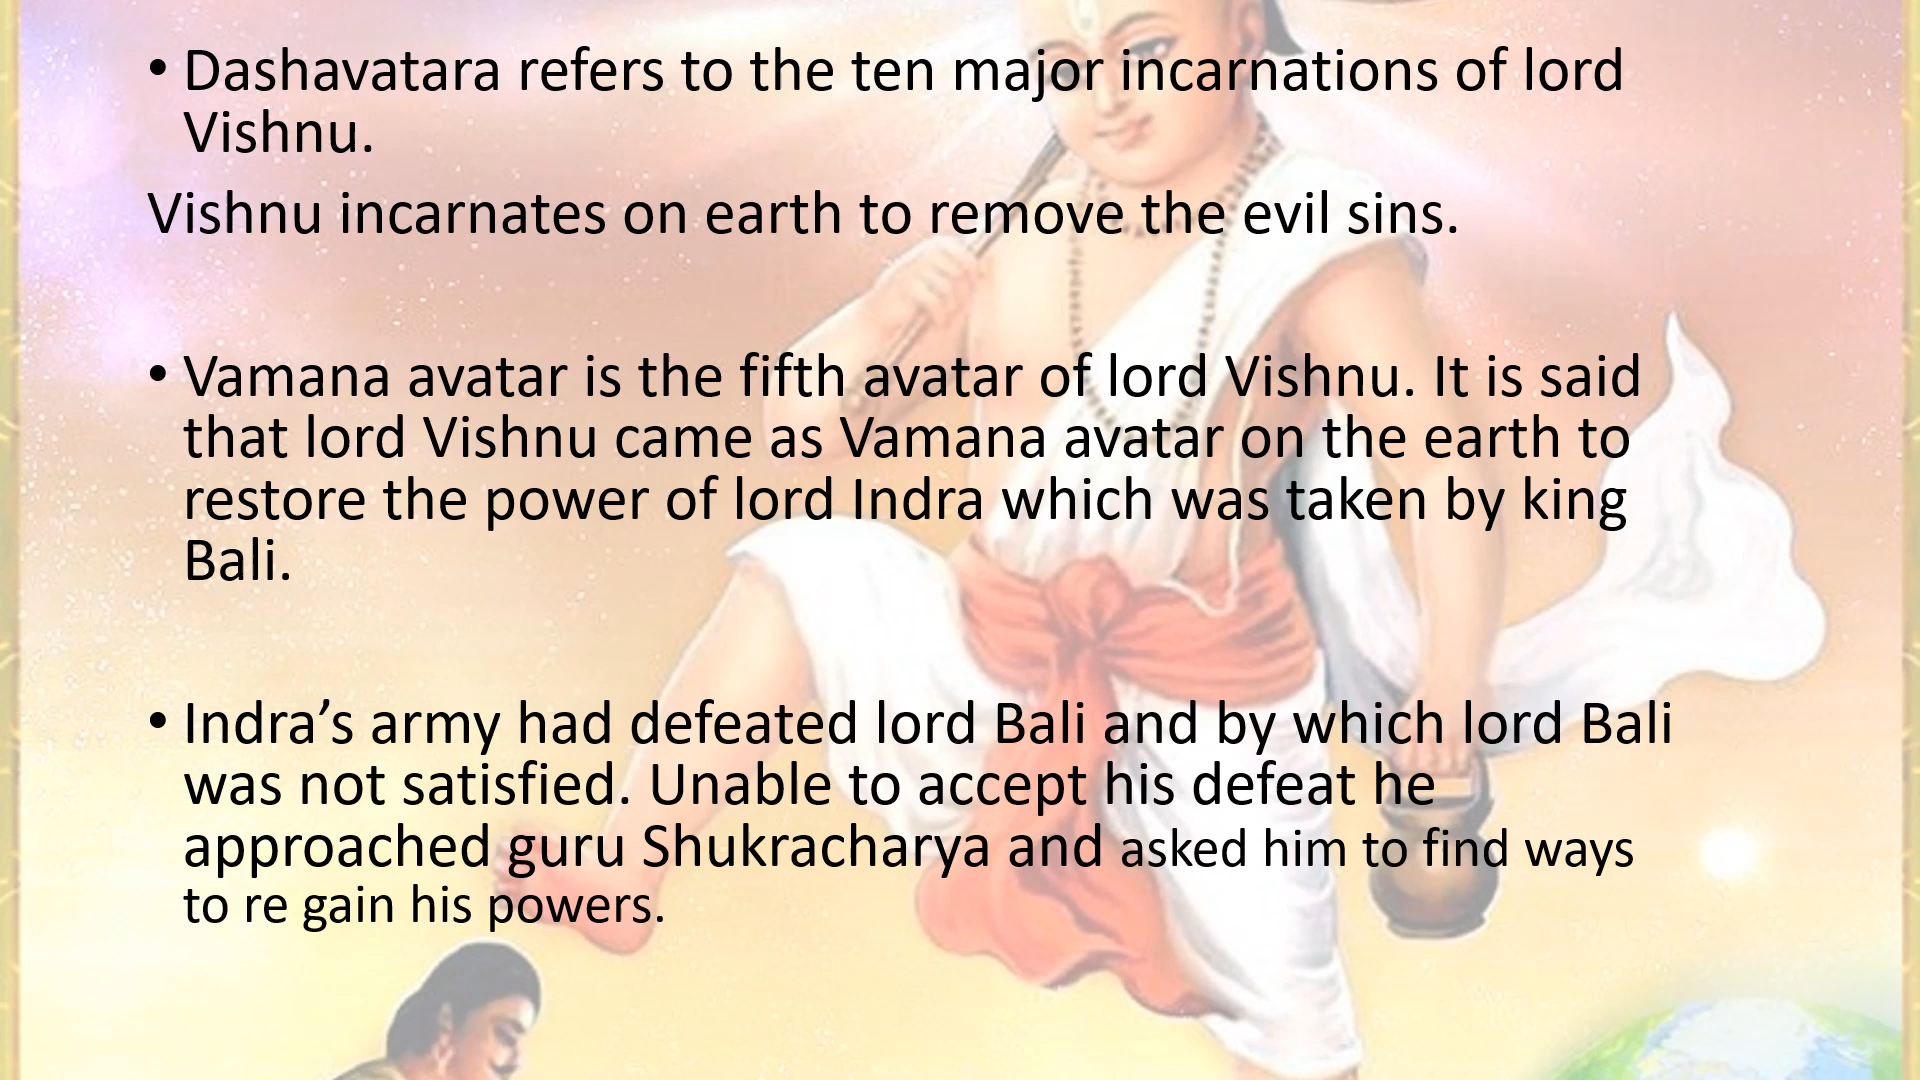 • Dashavatara refers to the ten major incarnations of lord
Vishnu.
Vishnu incarnates on earth to remove the evil sins.
• Vamana avatar is the fifth avatar of lord Vishnu. It is said
that lord Vishnu came as Vamana avatar on the earth to
restore the power of lord Indra which was taken by king
Bali.
• Indra’s army had defeated lord Bali and by which lord Bali
was not satisfied. Unable to accept his defeat he
approached guru Shukracharya and asked him to find ways
to re gain his powers.